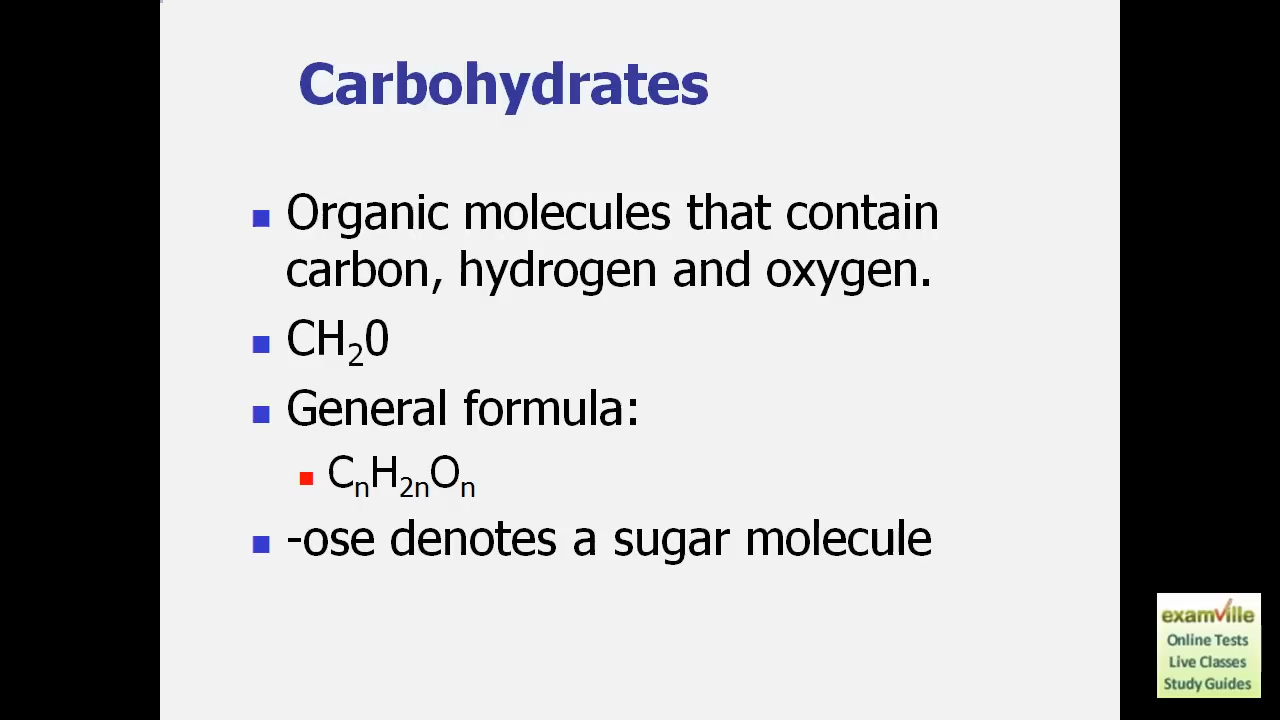 Carbohydrates
Organic molecules that contain
carbon, hydrogen and oxygen.
CH₂0
General formula:
CₙH₂ₙOₙ
-ose denotes a sugar molecule
examville
Online Tests
Live Classes
Study Guides